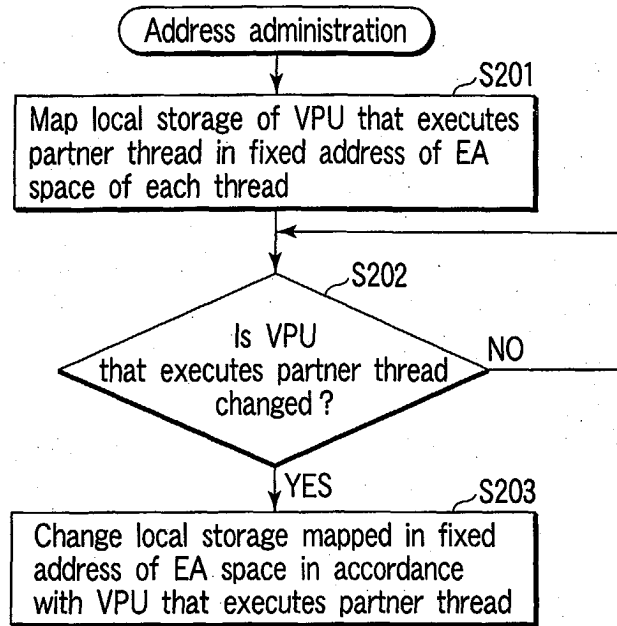 Address administration
S201
Map local storage of VPU that executes
partner thread in fixed address of EA
space of each thread
S202
Is VPU
that executes partner thread
changed?
NO
YES
S203
Change local storage mapped in fixed
address of EA space in accordance
with VPU that executes partner thread